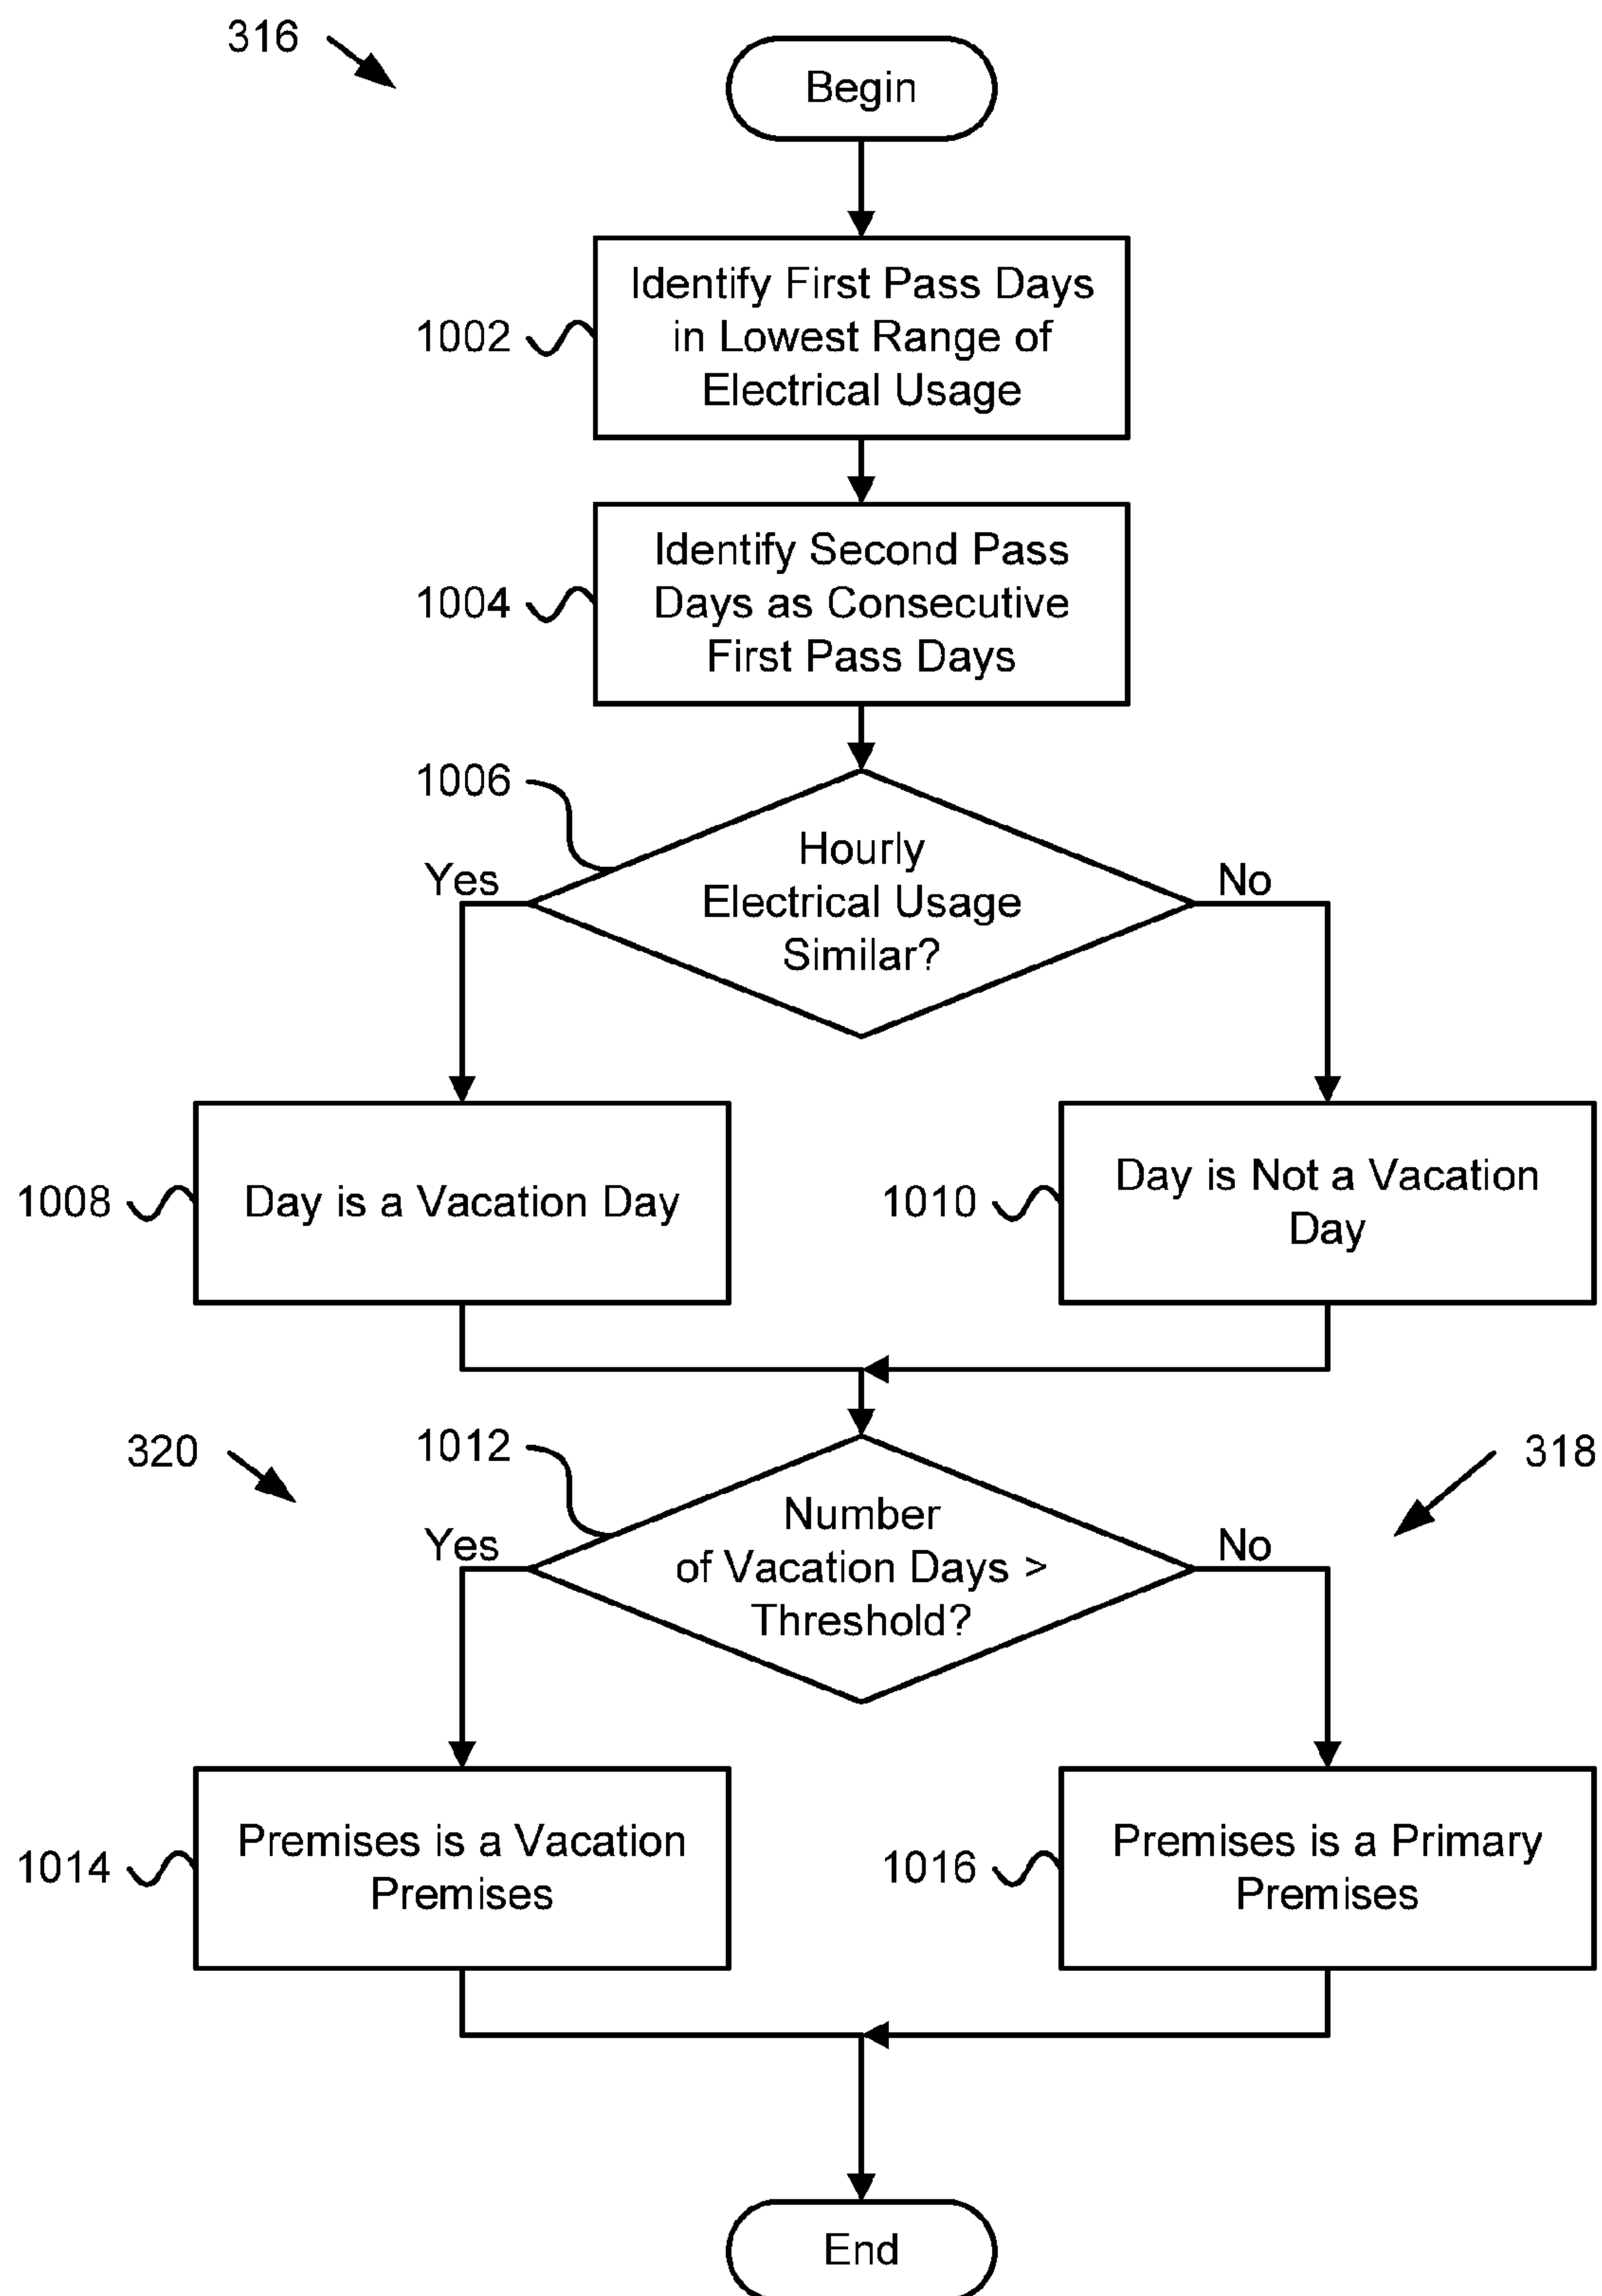 316
Begin
1002
Identify First Pass Days
in Lowest Range of
Electrical Usage
1004
Identify Second Pass
Days as Consecutive
First Pass Days
1006
Hourly
Electrical Usage
Similar?
Yes
No
1008
Day is a Vacation Day
1010
Day is Not a Vacation
Day
320
1012
318
Number
of Vacation Days >
Threshold?
Yes
No
1014
Premises is a Vacation
Premises
1016
Premises is a Primary
Premises
End